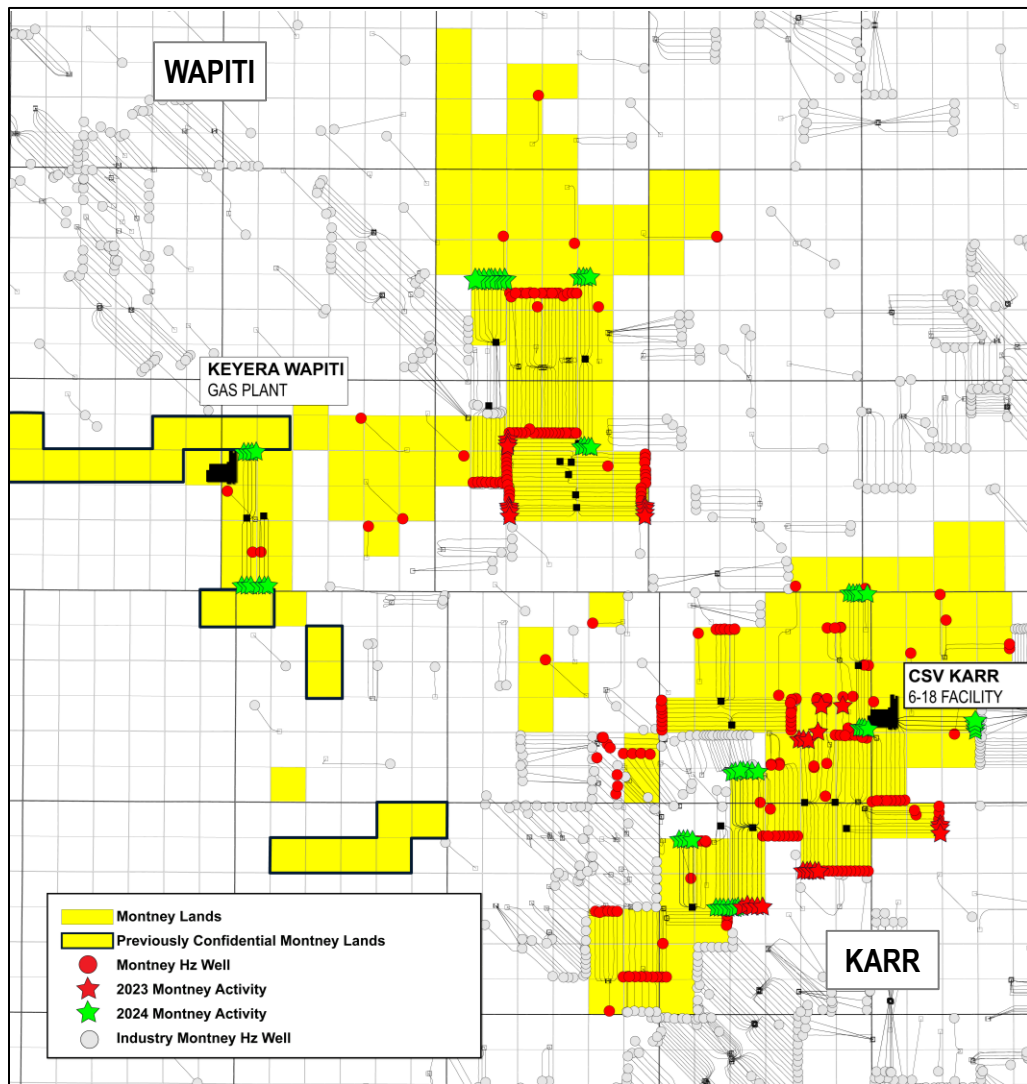 WAPITI
KEYERA WAPITI
GAS PLANT
CSV KARR
6-18 FACILITY
KARR
Montney Lands
Previously Confidential Montney Lands
Montney Hz Well
2023 Montney Activity
2024 Montney Activity
Industry Montney Hz Well